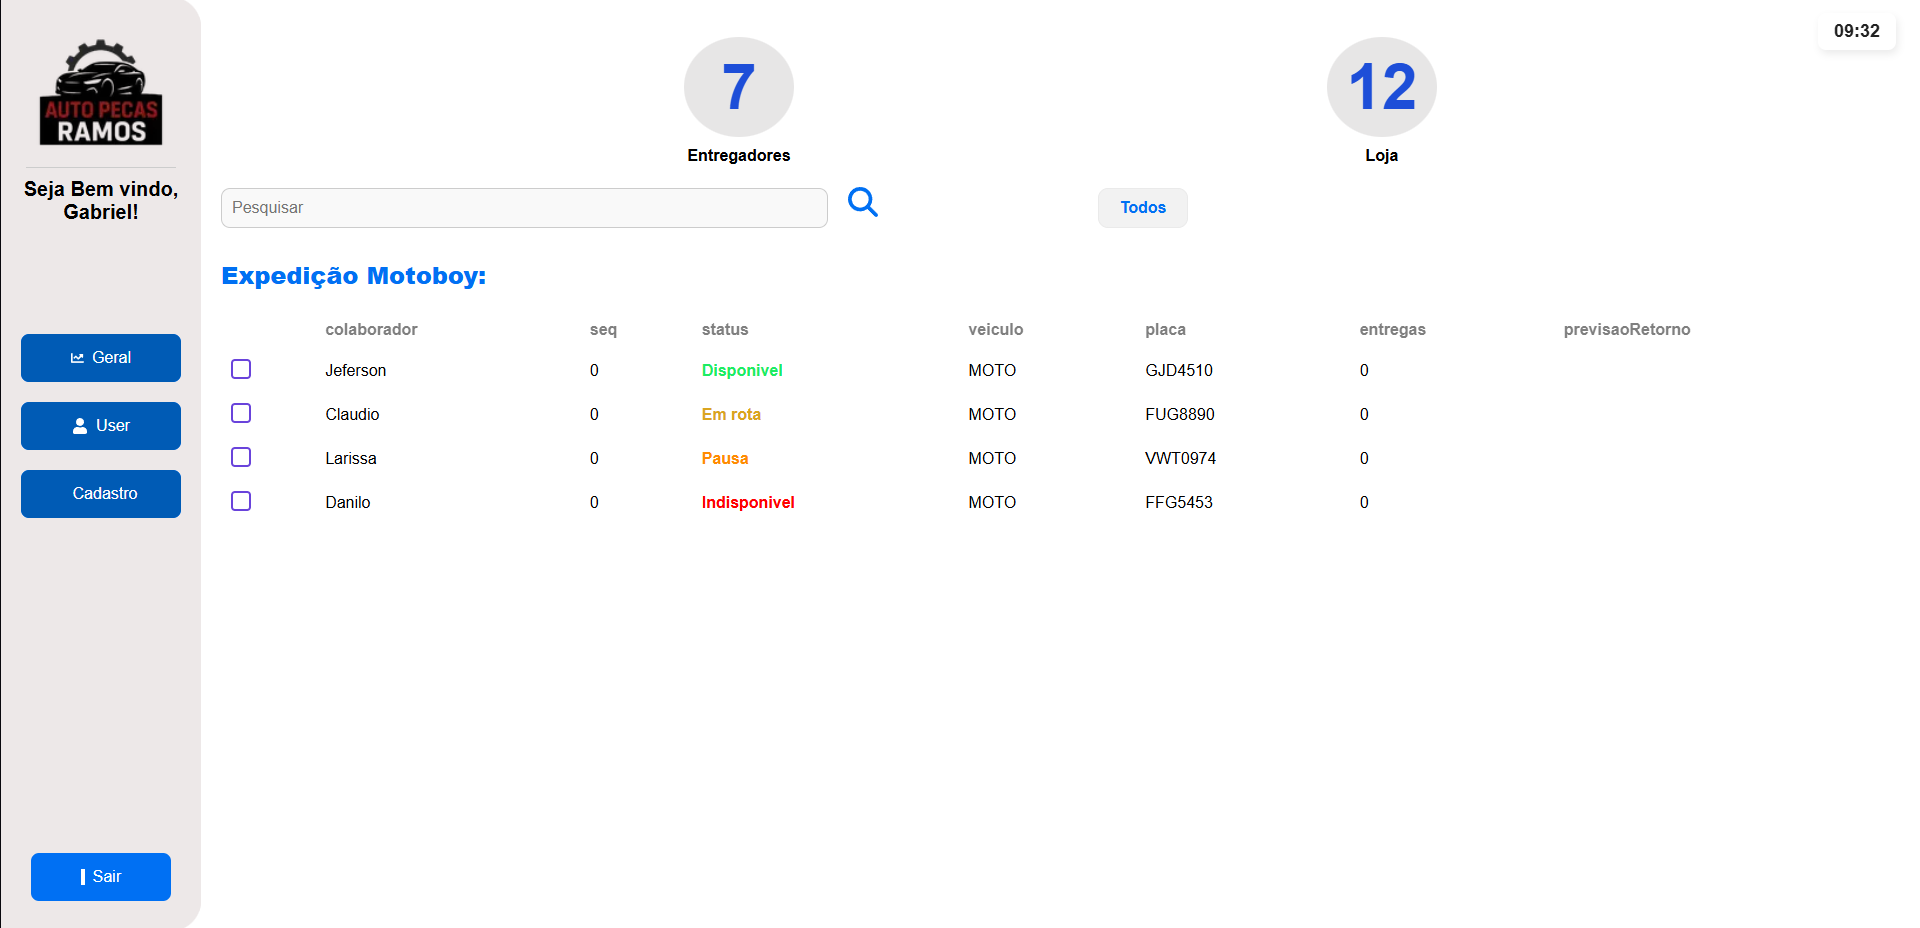 AUTO PECAS
RAMOS
Seja Bem vindo,
Gabriel!
Geral
User
Cadastro
Sair
09:32
7
Entregadores
12
Loja
Pesquisar
Todos
Expedição Motoboy:
colaborador seq status veiculo placa entregas previsaoRetorno
Jeferson 0 Disponivel MOTO GJD4510 0
Claudio 0 Em rota MOTO FUG8890 0
Larissa 0 Pausa MOTO VWT0974 0
Danilo 0 Indisponivel MOTO FFG5453 0